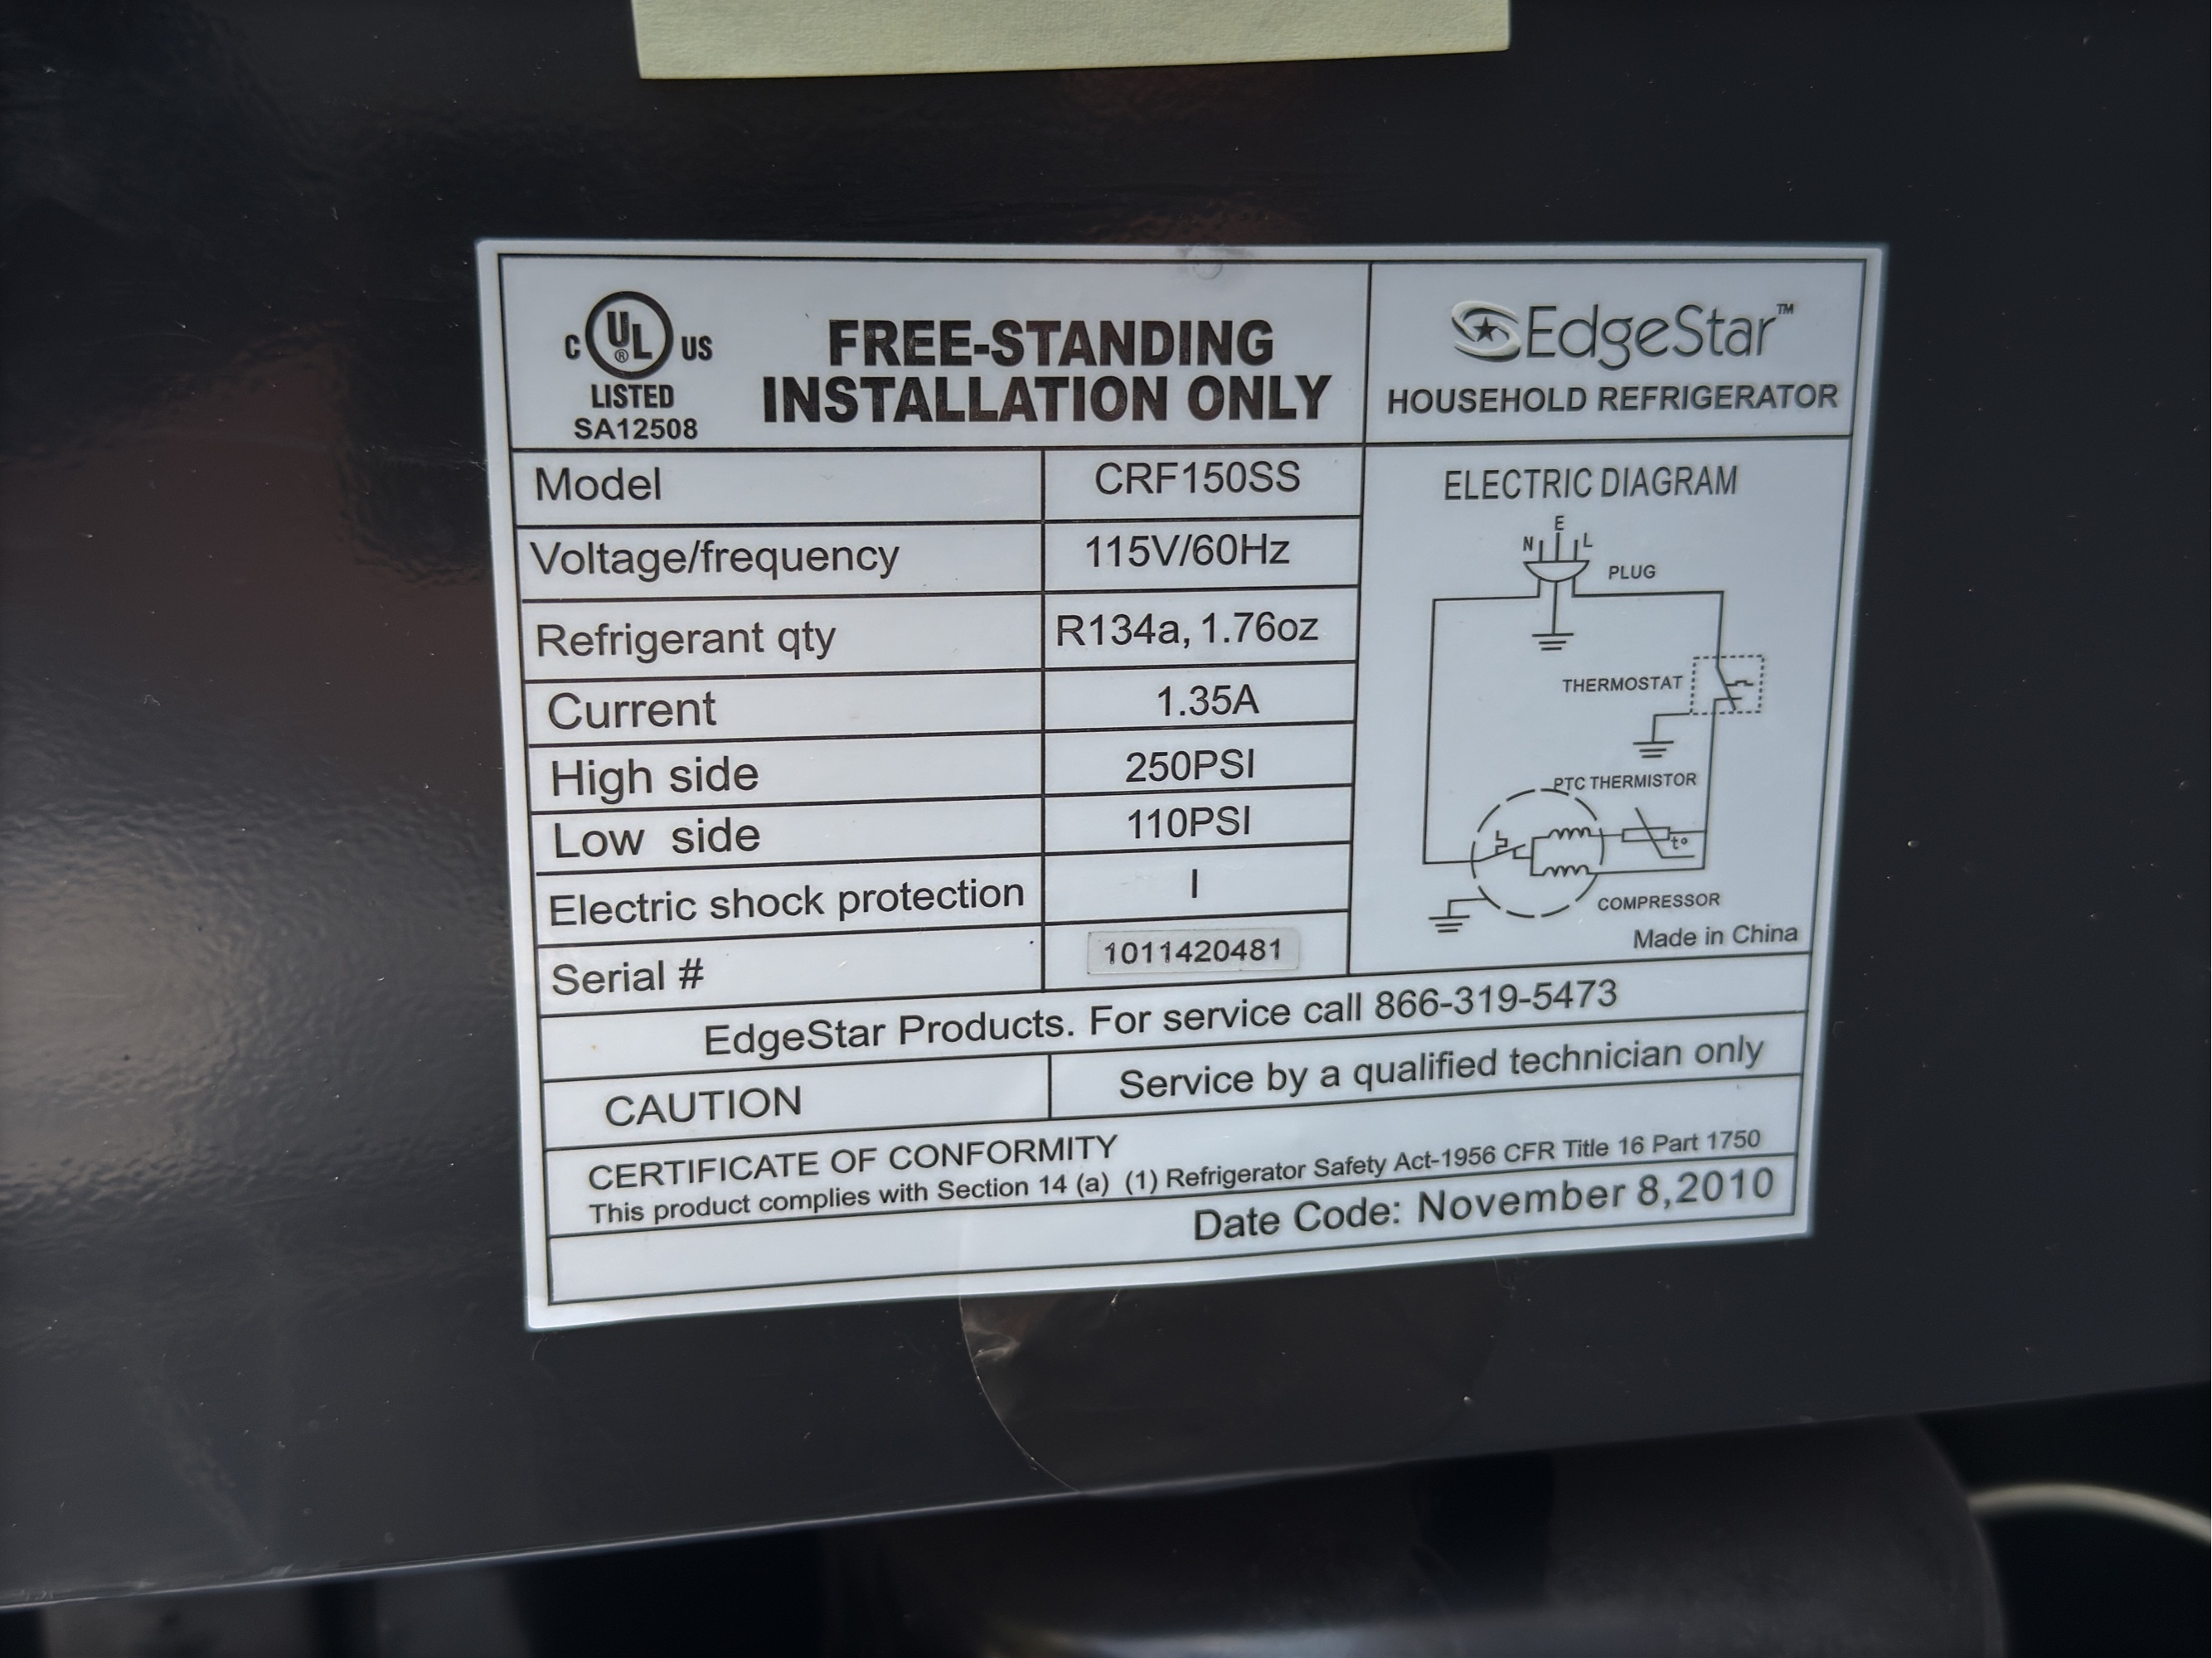 C UL ® US
LISTED
SA12508
FREE-STANDING
INSTALLATION ONLY
EdgeStar™
HOUSEHOLD REFRIGERATOR
Model CRF150SS
Voltage/frequency 115V/60Hz
Refrigerant qty R134a, 1.76oz
Current 1.35A
High side 250PSI
Low side 110PSI
Electric shock protection I
Serial # 1011420481
ELECTRIC DIAGRAM
E
N L
PLUG
THERMOSTAT
PTC THERMISTOR
t°
COMPRESSOR
Made in China
EdgeStar Products. For service call 866-319-5473
CAUTION Service by a qualified technician only
CERTIFICATE OF CONFORMITY
This product complies with Section 14 (a) (1) Refrigerator Safety Act-1956 CFR Title 16 Part 1750
Date Code: November 8,2010